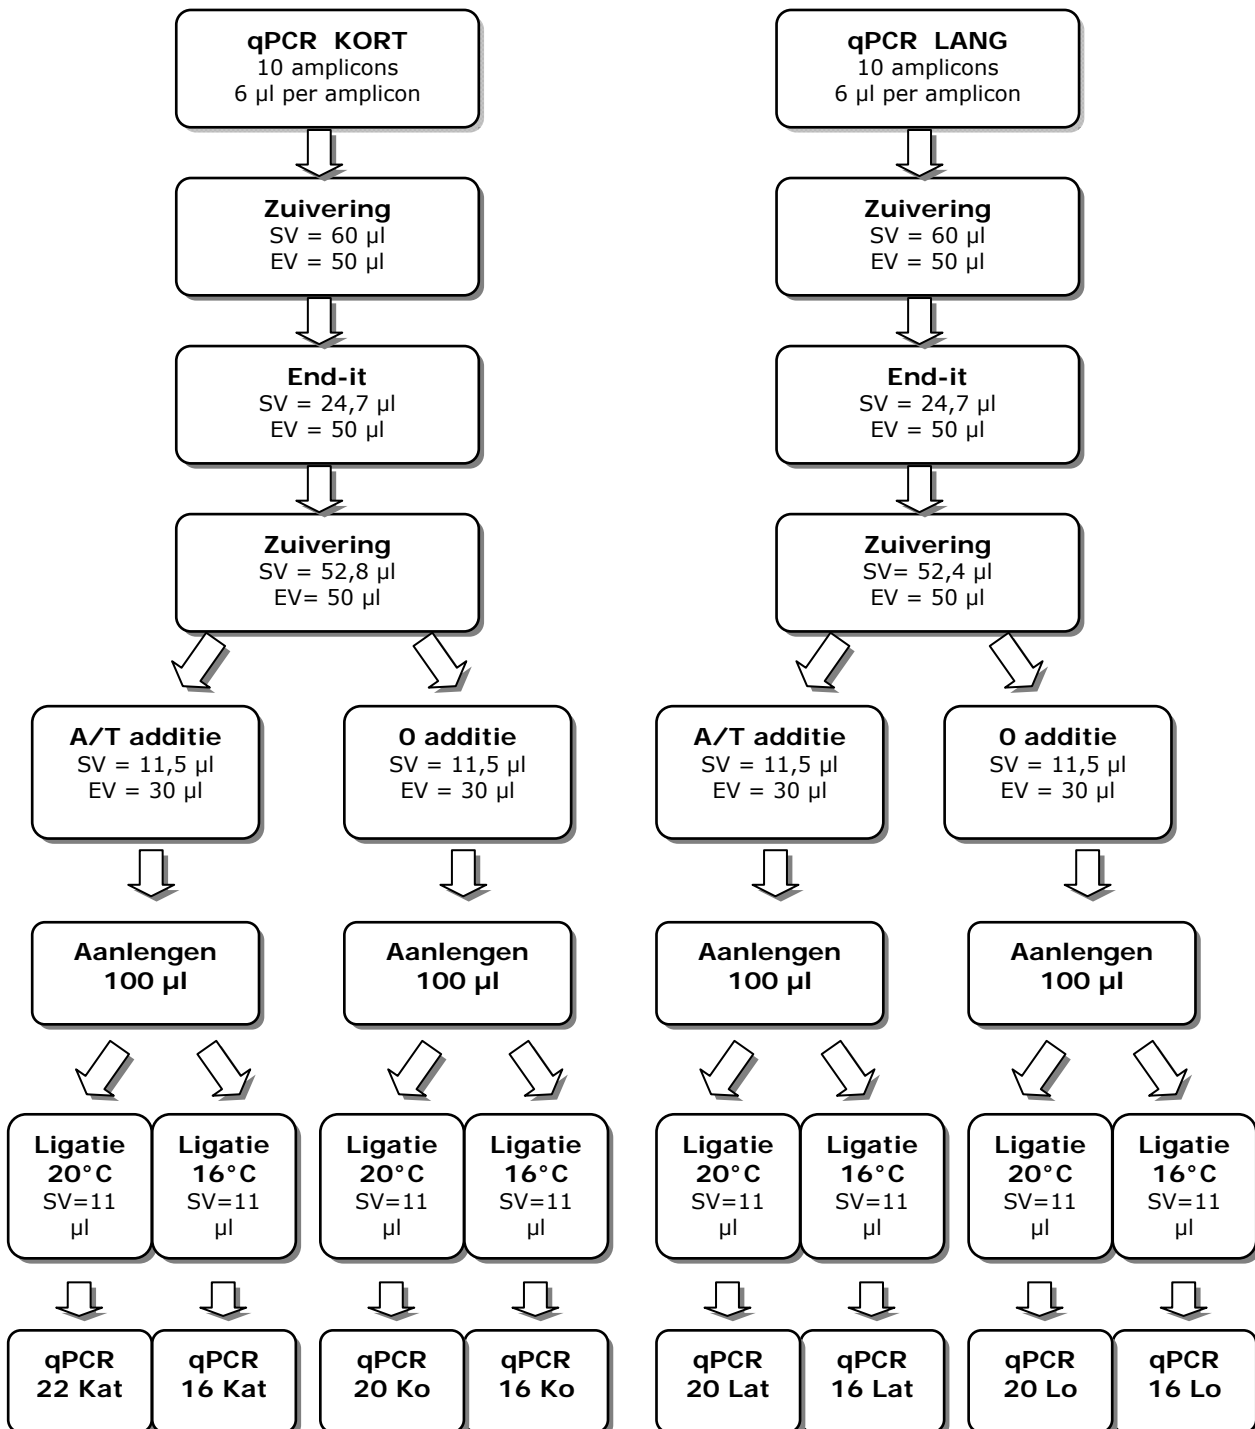 qPCR KORT
10 amplicons
6 µl per amplicon
qPCR LANG
10 amplicons
6 µl per amplicon
Zuivering
SV = 60 µl
EV = 50 µl
Zuivering
SV = 60 µl
EV = 50 µl
End-it
SV = 24,7 µl
EV = 50 µl
End-it
SV = 24,7 µl
EV = 50 µl
Zuivering
SV = 52,8 µl
EV= 50 µl
Zuivering
SV= 52,4 µl
EV = 50 µl
A/T additie
SV = 11,5 µl
EV = 30 µl
0 additie
SV = 11,5 µl
EV = 30 µl
A/T additie
SV = 11,5 µl
EV = 30 µl
0 additie
SV = 11,5 µl
EV = 30 µl
Aanlengen
100 µl
Aanlengen
100 µl
Aanlengen
100 µl
Aanlengen
100 µl
Ligatie
20°C
SV=11
µl
Ligatie
16°C
SV=11
µl
Ligatie
20°C
SV=11
µl
Ligatie
16°C
SV=11
µl
Ligatie
20°C
SV=11
µl
Ligatie
16°C
SV=11
µl
Ligatie
20°C
SV=11
µl
Ligatie
16°C
SV=11
µl
qPCR
22 Kat
qPCR
16 Kat
qPCR
20 Ko
qPCR
16 Ko
qPCR
20 Lat
qPCR
16 Lat
qPCR
20 Lo
qPCR
16 Lo